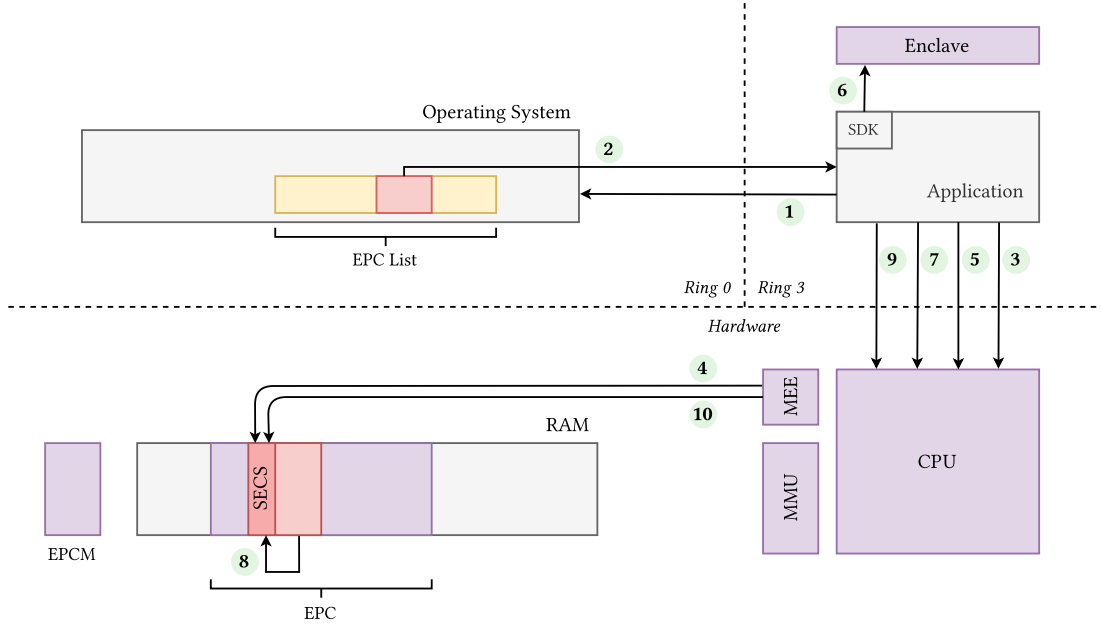 Enclave
6
Operating System
SDK
2
Application
1
EPC List
9
7
5
3
Ring 0
Ring 3
Hardware
4
MEE
10
RAM
SECS
MMU
CPU
EPCM
8
EPC